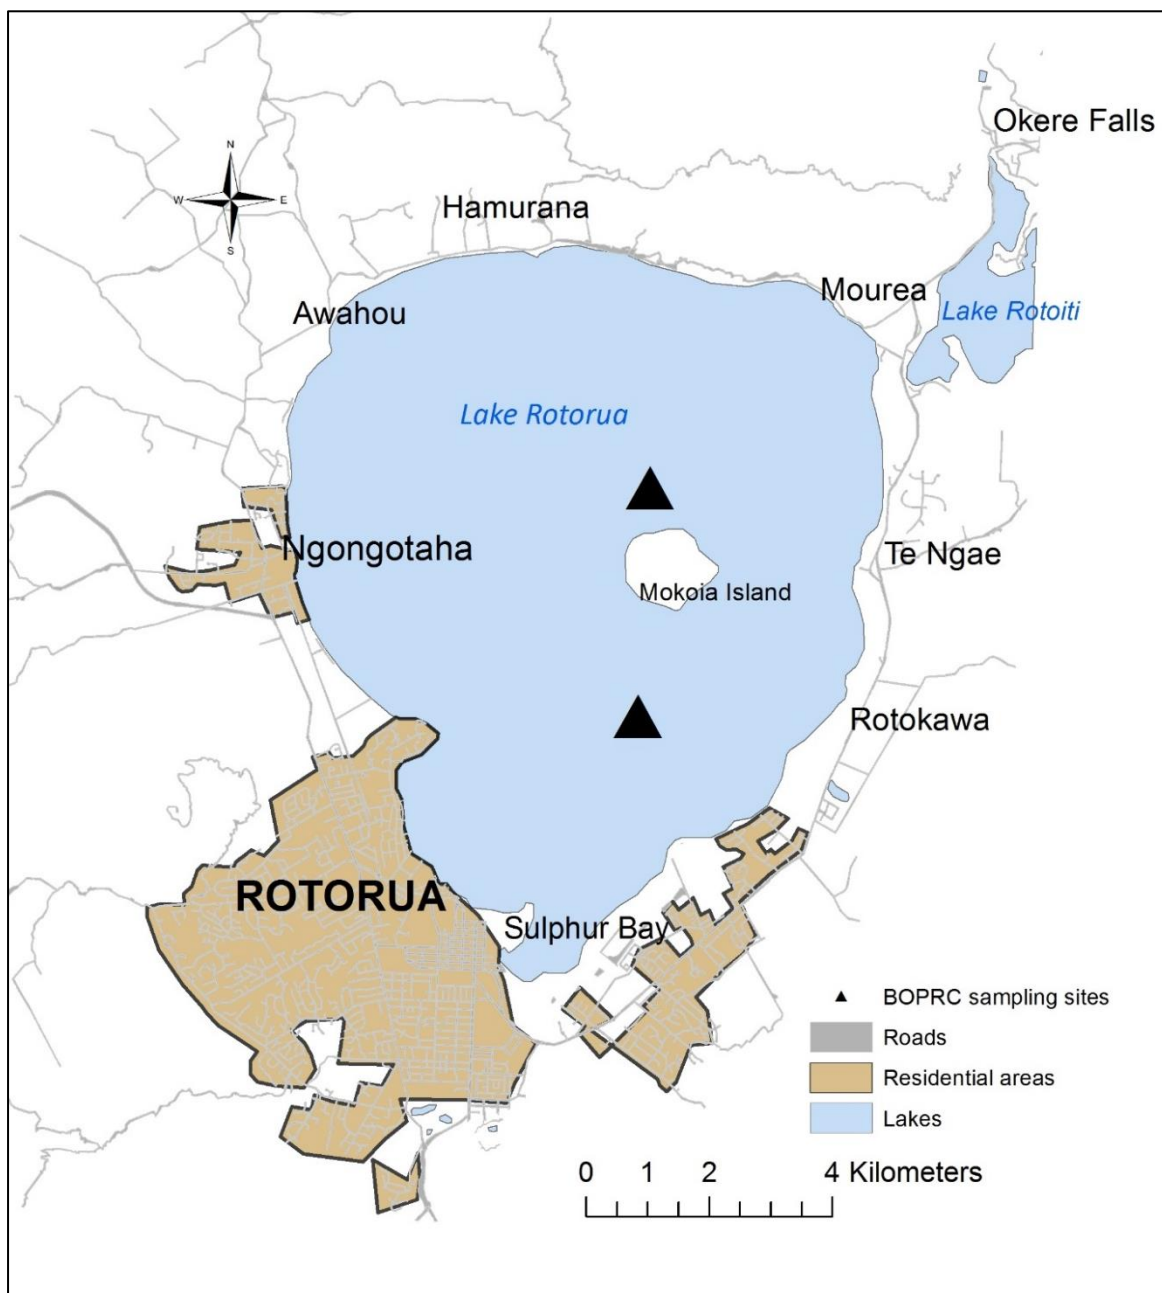 Okere Falls
N
W
E
S
Hamurana
Mourea
Awahou
Lake Rotoiti
Lake Rotorua
Ngongotaha
Te Ngae
Mokoia Island
Rotokawa
ROTORUA
Sulphur Bay
BOPRC sampling sites
Roads
Residential areas
Lakes
0 1 2 4 Kilometers